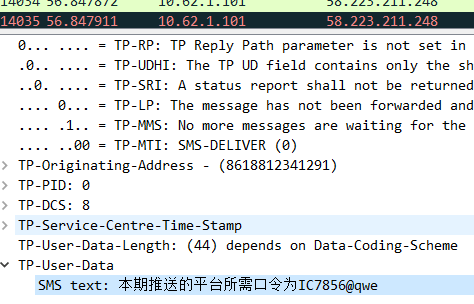 14034 56.847872 10.62.1.101 58.223.211.248
14035 56.847955 10.62.1.101 58.223.211.248
0... .... = TP-RP: TP Reply Path parameter is not set in
.0.. .... = TP-UDHI: The TP UD field contains only the sh
..0. .... = TP-SRI: A status report shall not be returned
.... 0... = TP-LP: The message has not been forwarded and
.... .1.. = TP-MMS: No more messages are waiting for the
.... ..00 = TP-MTI: SMS-DELIVER (0)
TP-Originating-Address - (8618812341291)
TP-PID: 0
TP-DCS: 8
TP-Service-Centre-Time-Stamp
TP-User-Data-Length: (44) depends on Data-Coding-Scheme
TP-User-Data
SMS text: 本期推送的平台所需口令为IC7856@qwe